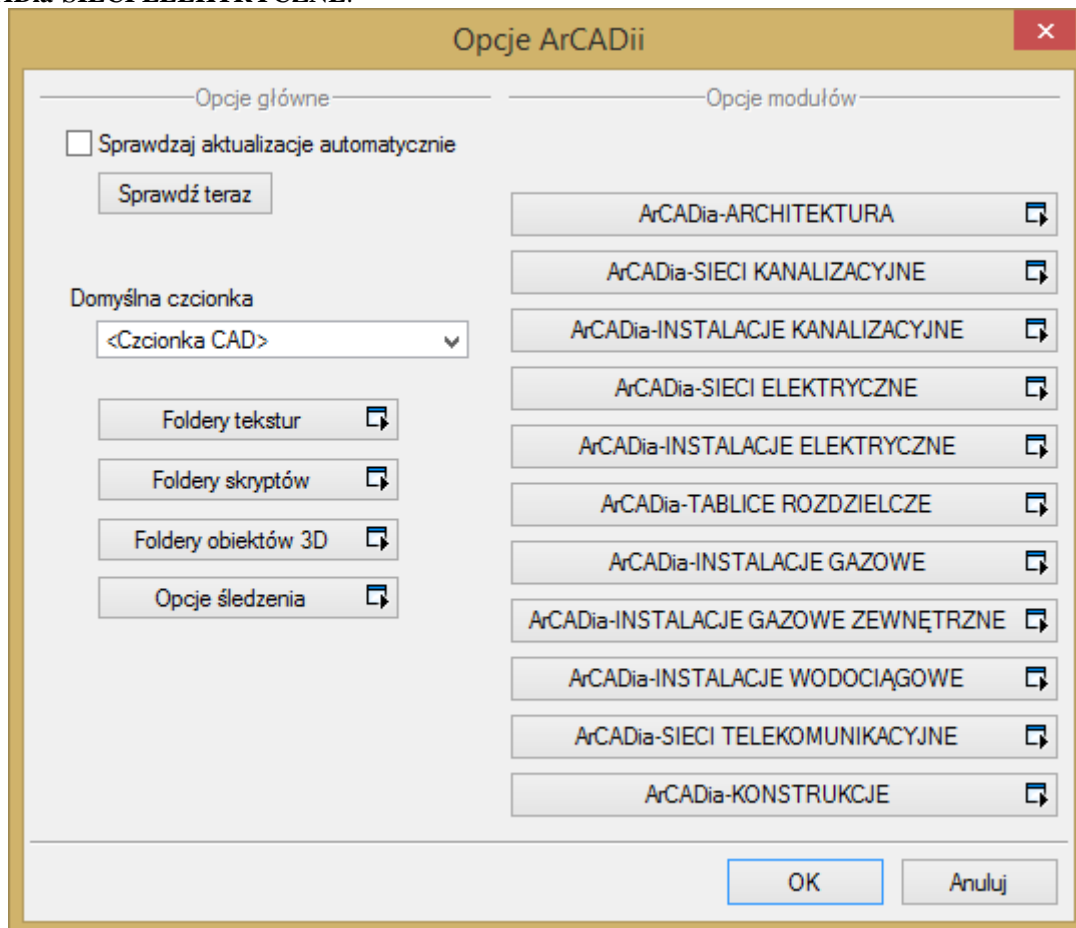 SIECI ELEKTRYCZNE.
Opcje ArCADii
Opcje główne
Sprawdzaj aktualizacje automatycznie
Sprawdź teraz
Domyślna czcionka
<Czcionka CAD>
Foldery tekstur
Foldery skryptów
Foldery obiektów 3D
Opcje śledzenia
Opcje modułów
ArCADia-ARCHITEKTURA
ArCADia-SIECI KANALIZACYJNE
ArCADia-INSTALACJE KANALIZACYJNE
ArCADia-SIECI ELEKTRYCZNE
ArCADia-INSTALACJE ELEKTRYCZNE
ArCADia-TABLICE ROZDZIELCZE
ArCADia-INSTALACJE GAZOWE
ArCADia-INSTALACJE GAZOWE ZEWNĘTRZNE
ArCADia-INSTALACJE WODOCIĄGOWE
ArCADia-SIECI TELEKOMUNIKACYJNE
ArCADia-KONSTRUKCJE
OK
Anuluj